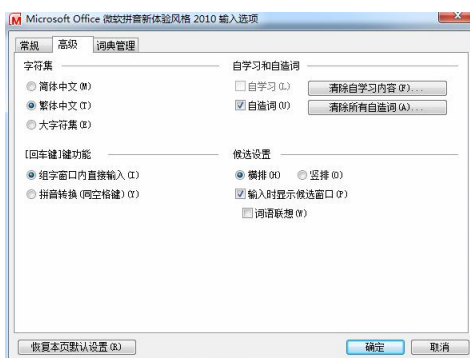 Microsoft Office 微软拼音新体验风格 2010 输入选项
常规 高级 词典管理
字符集
简体中文(M)
繁体中文(T)
大字符集(E)
[回车键]键功能
组字窗口内直接输入(I)
拼音转换(同空格键)(Y)
自学习和自造词
自学习(L) 清除自学习内容(F)...
自造词(U) 清除所有自造词(A)...
候选设置
横排(H) 竖排(O)
输入时显示候选窗口(P)
词语联想(W)
恢复本页默认设置(R) 确定 取消